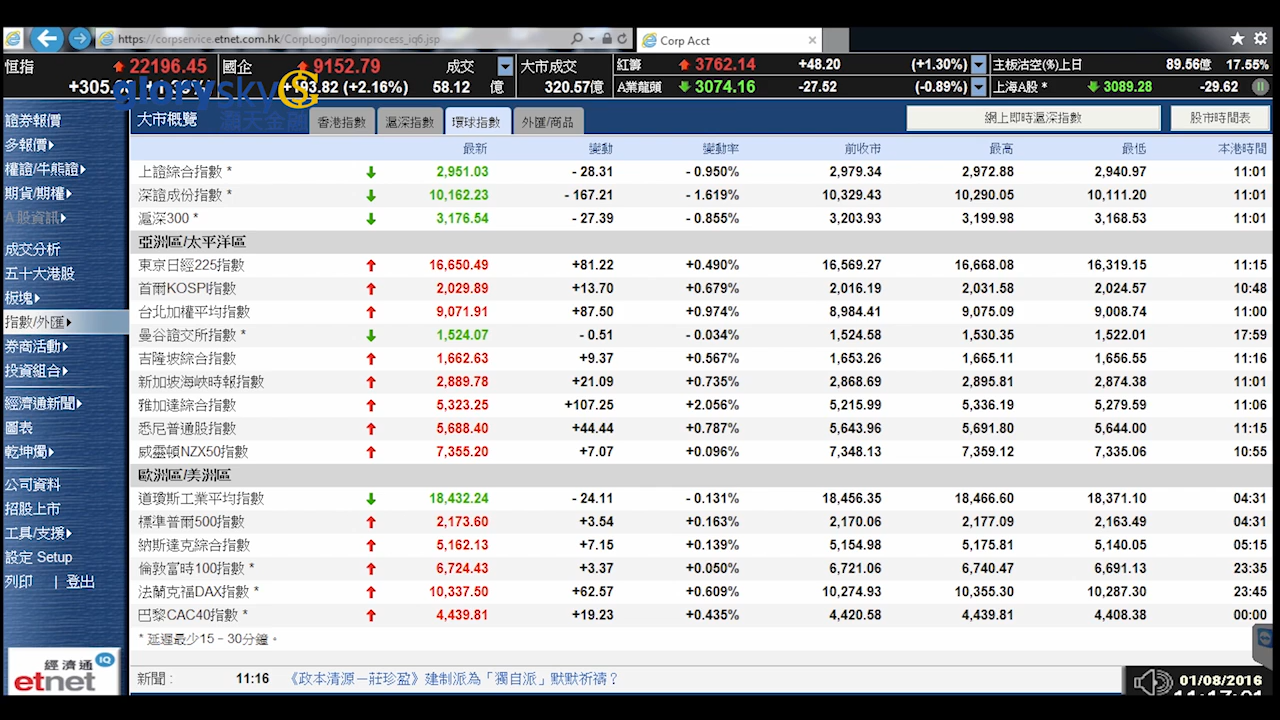 https://corpservice.etnet.com.hk/CorpLogin/loginprocess_iq6.jsp Corp Acct
恒指 22196.45 國企 9152.79 成交 大市成交 紅籌 3762.14 +48.20 (+1.30%) 主板沽空(%)上日 89.56億 17.55%
+193.82 (+2.16%) 58.12 億 320.57億 A業龍頭 3074.16 -27.52 (-0.89%) 上海A股 * 3089.28 -29.62
glorysky
證券報價
多報價
權證/牛熊證
期貨/期權
A股資訊
成交分析
五十大港股
板塊
指數/外匯
券商活動
投資組合
經濟通新聞
圖表
乾坤燭
公司資料
招股上市
工具/支援
設定 Setup
列印 | 登出
經濟通 IQ
etnet
大市概覽 香港指數 滬深指數 環球指數 外匯/商品 網上即時滬深指數 股市時間表
最新 變動 變動率 前收市 最高 最低 本港時間
上證綜合指數 * 2,951.03 - 28.31 - 0.950% 2,979.34 2,972.88 2,940.97 11:01
深證成份指數 * 10,162.23 - 167.21 - 1.619% 10,329.43 10,290.05 10,111.20 11:01
滬深300 * 3,176.54 - 27.39 - 0.855% 3,203.93 3,199.98 3,168.53 11:01
亞洲區/太平洋區
東京日經225指數 16,650.49 +81.22 +0.490% 16,569.27 16,668.08 16,319.15 11:15
首爾KOSPI指數 2,029.89 +13.70 +0.679% 2,016.19 2,031.58 2,024.57 10:48
台北加權平均指數 9,071.91 +87.50 +0.974% 8,984.41 9,075.09 9,008.74 11:00
曼谷證交所指數 * 1,524.07 - 0.51 - 0.034% 1,524.58 1,530.35 1,522.01 17:59
吉隆坡綜合指數 1,662.63 +9.37 +0.567% 1,653.26 1,665.11 1,656.55 11:16
新加坡海峽時報指數 2,889.78 +21.09 +0.735% 2,868.69 2,895.81 2,874.38 11:01
雅加達綜合指數 5,323.25 +107.25 +2.056% 5,215.99 5,336.19 5,279.59 11:06
悉尼普通股指數 5,688.40 +44.44 +0.787% 5,643.96 5,691.80 5,644.00 11:15
威靈頓NZX50指數 7,355.20 +7.07 +0.096% 7,348.13 7,359.12 7,335.06 10:55
歐洲區/美洲區
道瓊斯工業平均指數 18,432.24 - 24.11 - 0.131% 18,456.35 18,466.60 18,371.10 04:31
標準普爾500指數 2,173.60 +3.54 +0.163% 2,170.06 2,177.09 2,163.49 04:31
納斯達克綜合指數 5,162.13 +7.15 +0.139% 5,154.98 5,175.81 5,140.05 05:15
倫敦富時100指數 * 6,724.43 +3.37 +0.050% 6,721.06 6,740.47 6,691.13 23:35
法蘭克福DAX指數 * 10,337.50 +62.57 +0.609% 10,274.93 10,355.30 10,287.30 23:45
巴黎CAC40指數 * 4,439.81 +19.23 +0.435% 4,420.58 4,439.81 4,408.38 00:00
* 延遲最少15－30分鐘。
新聞 : 11:16 《政本清源－莊珍盈》建制派為「獨自派」默默祈禱？
01/08/2016